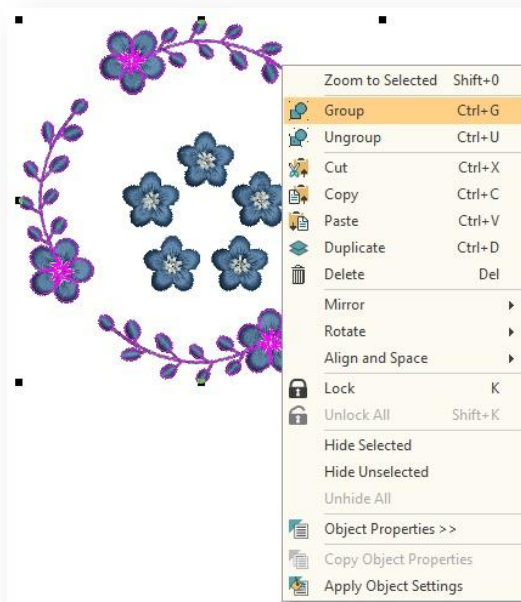 Zoom to Selected Shift+0
Group Ctrl+G
Ungroup Ctrl+U
Cut Ctrl+X
Copy Ctrl+C
Paste Ctrl+V
Duplicate Ctrl+D
Delete Del
Mirror
Rotate
Align and Space
Lock K
Unlock All Shift+K
Hide Selected
Hide Unselected
Unhide All
Object Properties >>
Copy Object Properties
Apply Object Settings